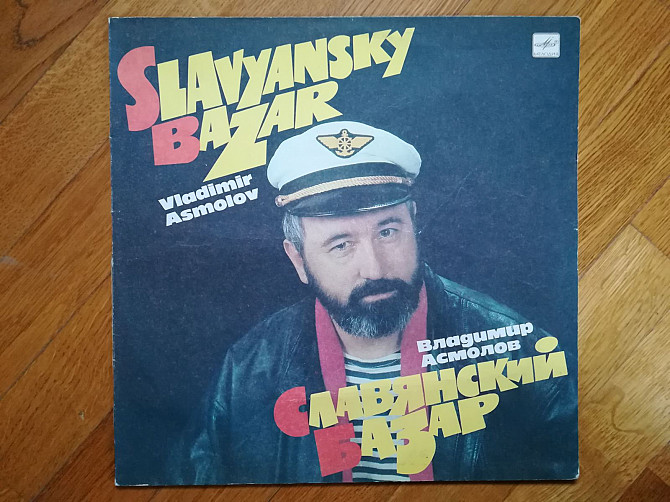 SLAVYANSKY
BAZAR
Vladimir
Asmolov
Владимир
Асмолов
СЛАВЯНСКИЙ
БАЗАР